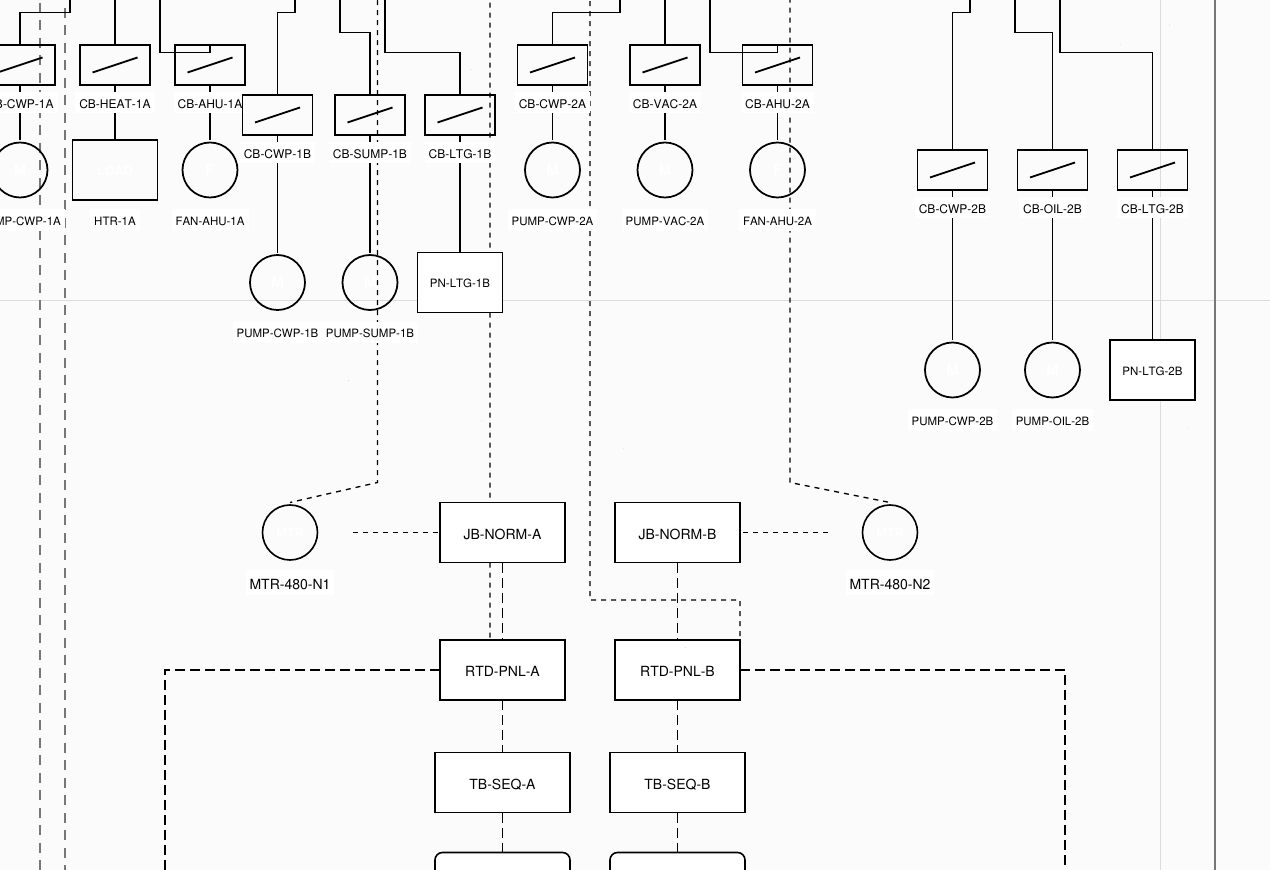 B-CWP-1A CB-HEAT-1A CB-AHU-1A CB-CWP-2A CB-VAC-2A CB-AHU-2A
CB-CWP-1B CB-SUMP-1B CB-LTG-1B
CB-CWP-2B CB-OIL-2B CB-LTG-2B
MP-CWP-1A HTR-1A FAN-AHU-1A PUMP-CWP-2A PUMP-VAC-2A FAN-AHU-2A
PN-LTG-1B
PUMP-CWP-1B PUMP-SUMP-1B
PN-LTG-2B
PUMP-CWP-2B PUMP-OIL-2B
JB-NORM-A JB-NORM-B
MTR-480-N1 MTR-480-N2
RTD-PNL-A RTD-PNL-B
TB-SEQ-A TB-SEQ-B